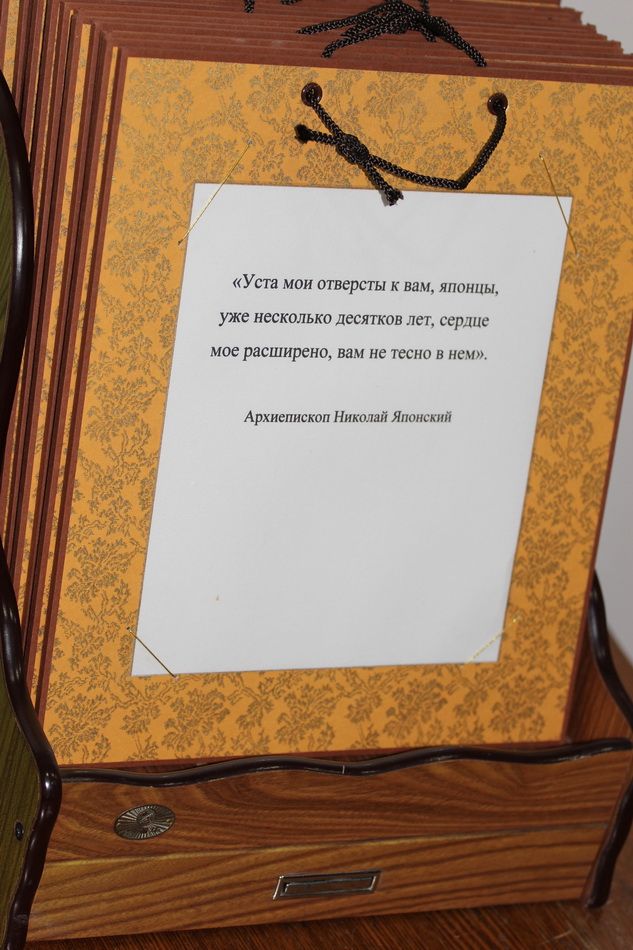 «Уста мои отверсты к вам, японцы,
уже несколько десятков лет, сердце
мое расширено, вам не тесно в нем».
Архиепископ Николай Японский